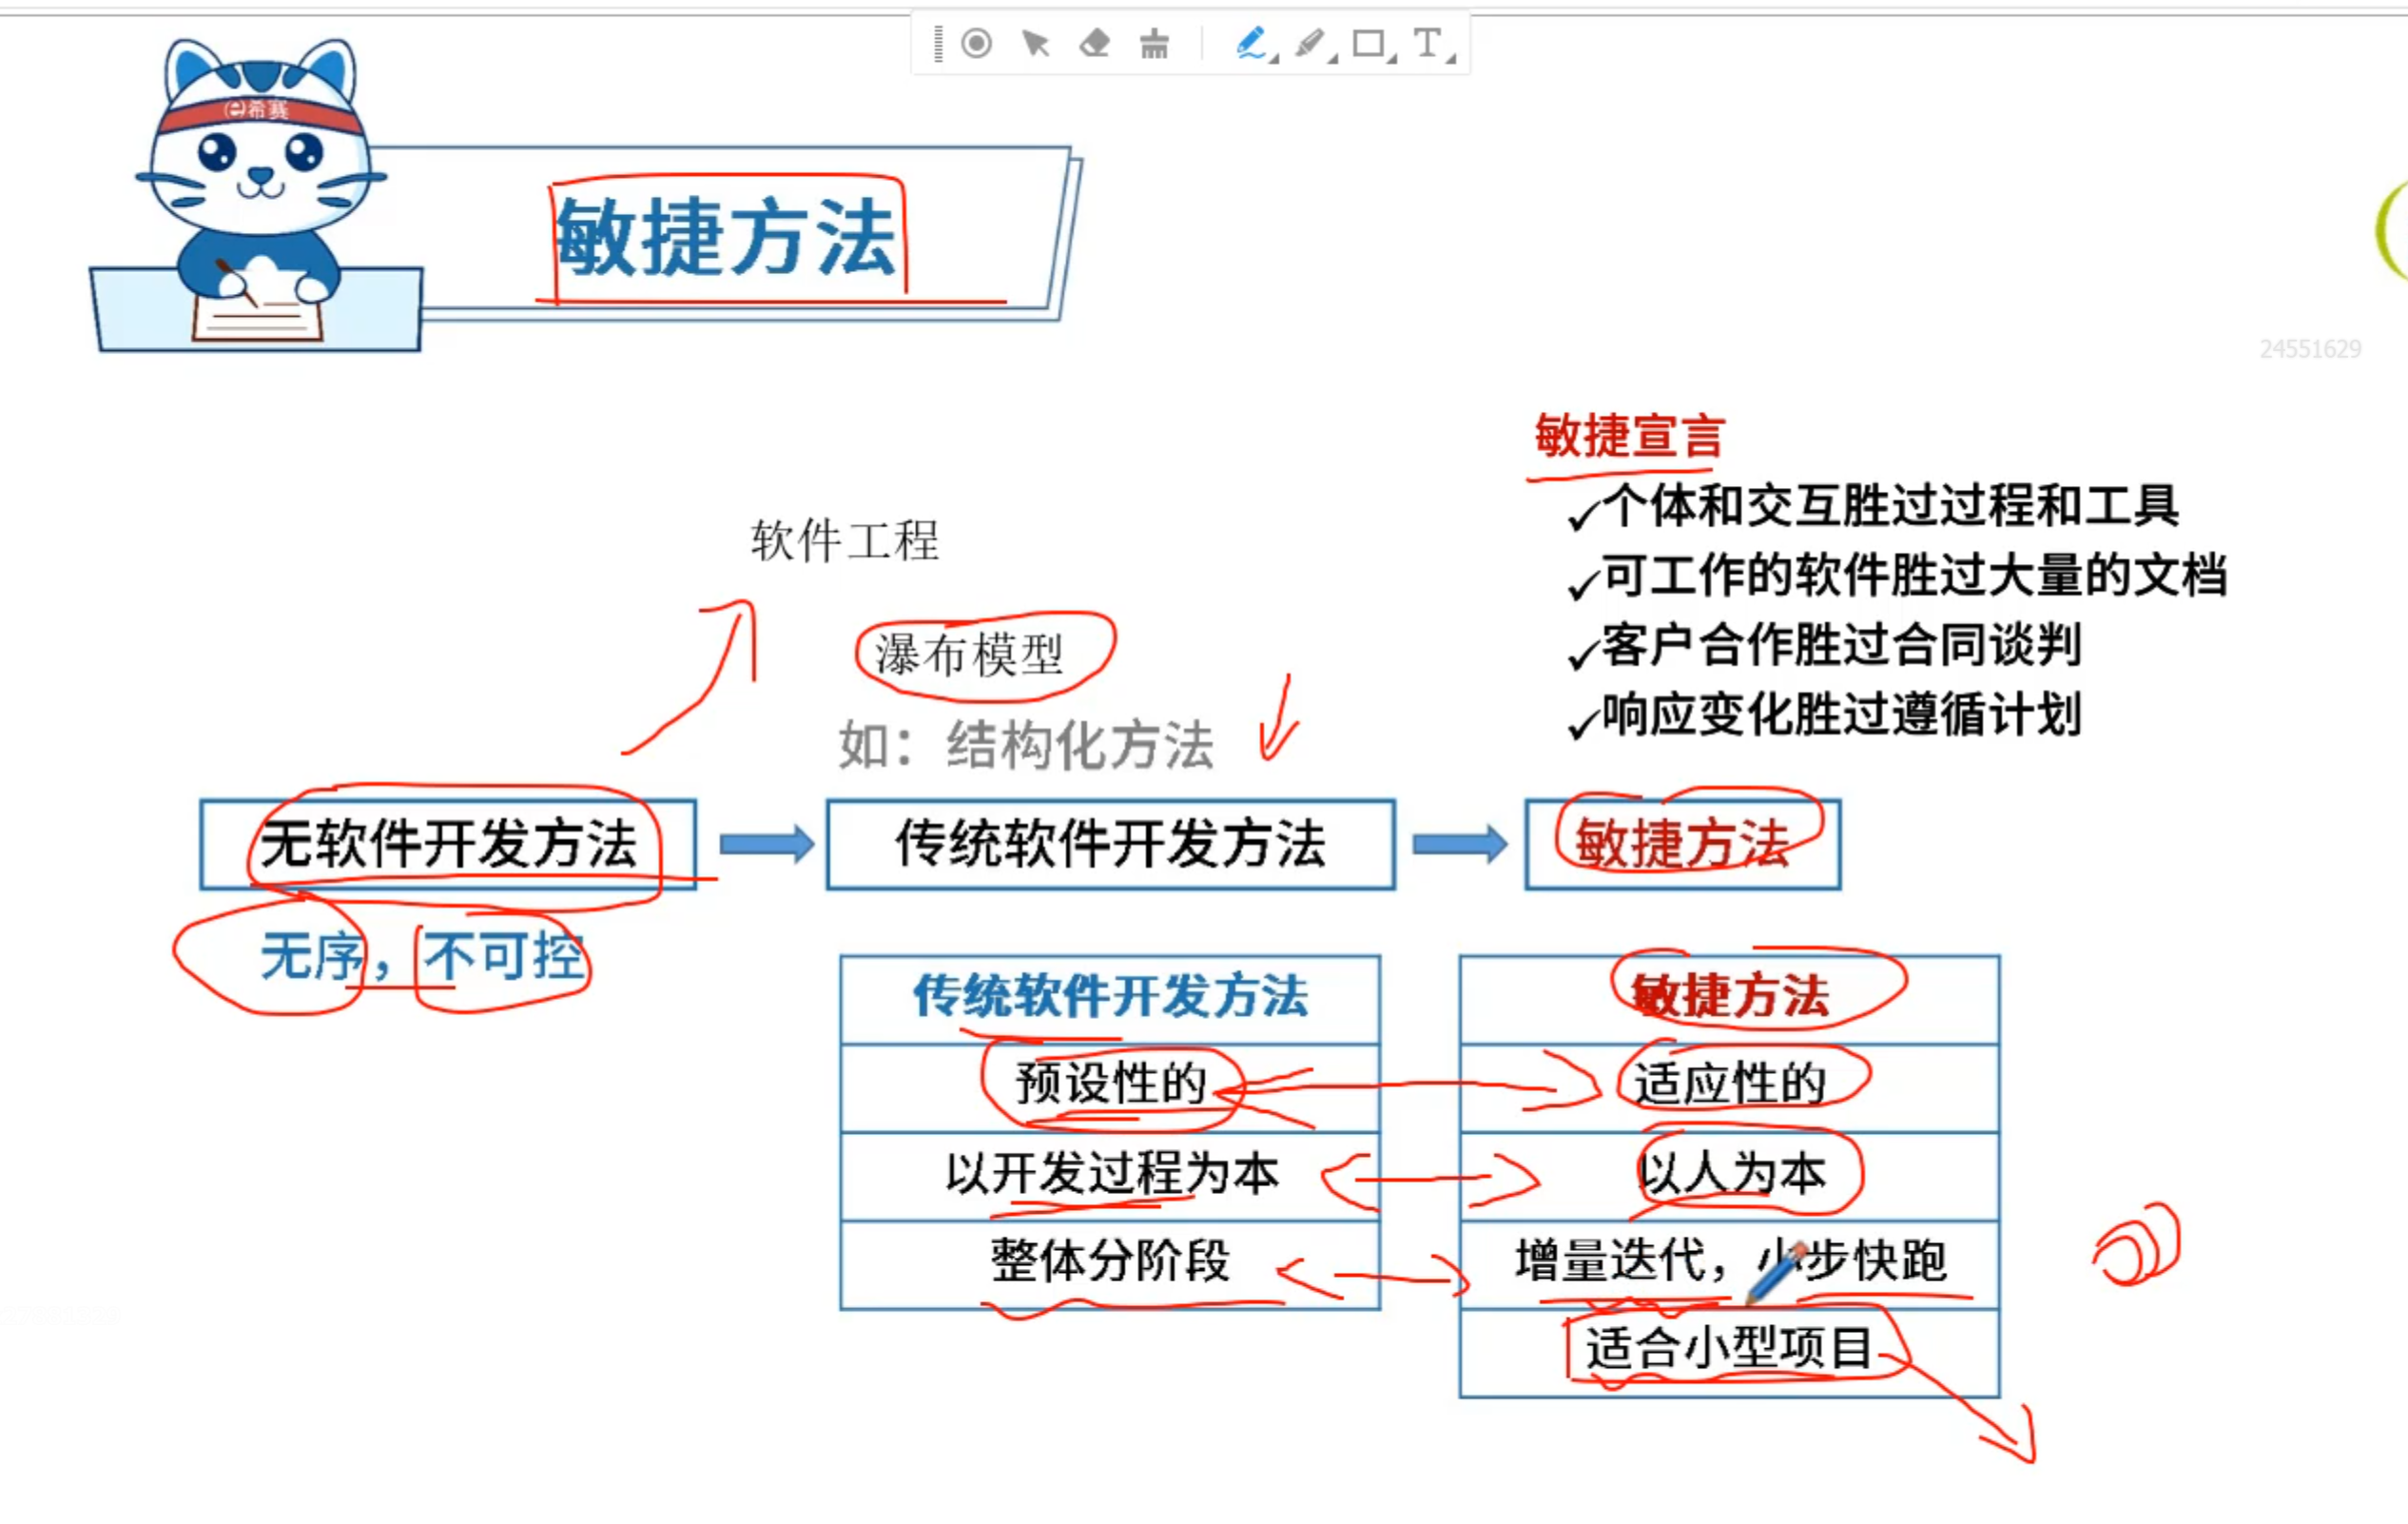 希赛
敏捷方法
24551629
敏捷宣言
✓个体和交互胜过过程和工具
✓可工作的软件胜过大量的文档
✓客户合作胜过合同谈判
✓响应变化胜过遵循计划
软件工程
瀑布模型
如：结构化方法
无软件开发方法
传统软件开发方法
敏捷方法
无序，不可控
传统软件开发方法
敏捷方法
预设性的
适应性的
以开发过程为本
以人为本
整体分阶段
增量迭代，小步快跑
适合小型项目